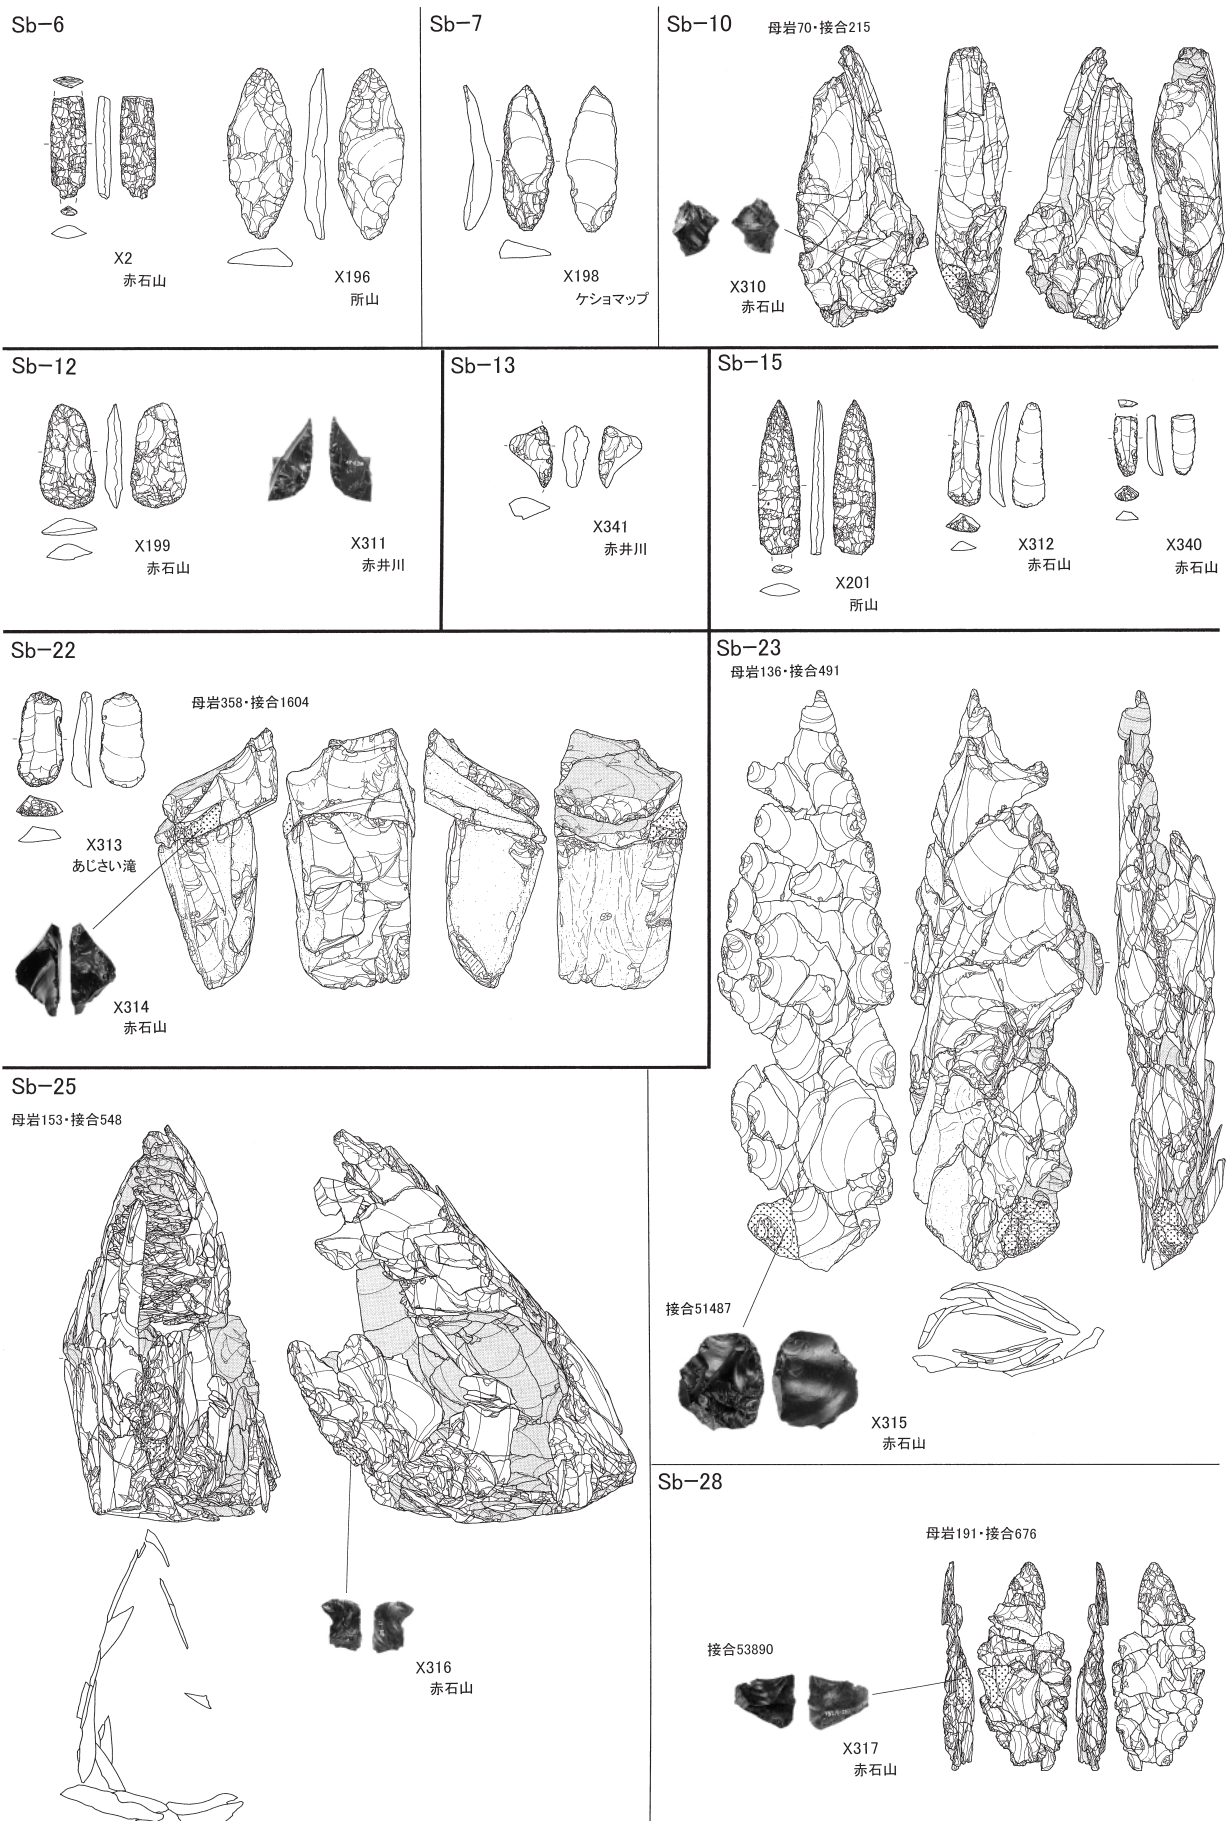 Sb-6
X2
赤石山
X196
所山
Sb-7
X198
ケショマップ
Sb-10
母岩70・接合215
X310
赤石山
Sb-12
X199
赤石山
X311
赤井川
Sb-13
X341
赤井川
Sb-15
X201
所山
X312
赤石山
X340
赤石山
Sb-22
母岩358・接合1604
X313
あじさい滝
X314
赤石山
Sb-23
母岩136・接合491
接合51487
X315
赤石山
Sb-25
母岩153・接合548
X316
赤石山
Sb-28
母岩191・接合676
接合53890
X317
赤石山